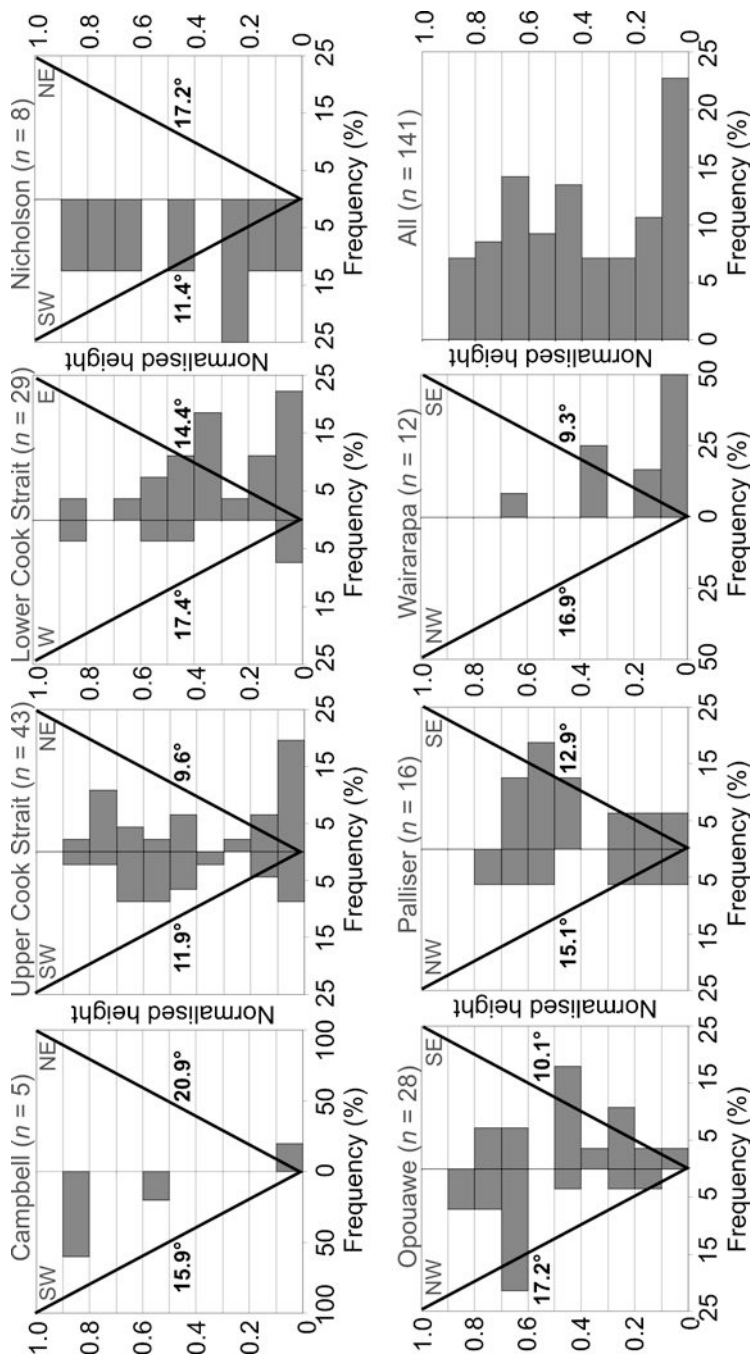 Campbell (n = 5)
SW
NE
1.0
0.8
0.6
0.4
0.2
0
15.9°
20.9°
100 50 0 50 100
Frequency (%)
Normalised height
Upper Cook Strait (n = 43)
SW
NE
11.9°
9.6°
25 15 5 5 15 25
Frequency (%)
1.0
0.8
0.6
0.4
0.2
0
Lower Cook Strait (n = 29)
W
E
17.4°
14.4°
25 15 5 5 15 25
Frequency (%)
Normalised height
Nicholson (n = 8)
SW
NE
11.4°
17.2°
25 15 5 5 15 25
Frequency (%)
1.0
0.8
0.6
0.4
0.2
0
Opouawe (n = 28)
NW
SE
1.0
0.8
0.6
0.4
0.2
0
17.2°
10.1°
25 15 5 5 15 25
Frequency (%)
Normalised height
Palliser (n = 16)
NW
SE
15.1°
12.9°
25 15 5 5 15 25
Frequency (%)
1.0
0.8
0.6
0.4
0.2
0
Wairarapa (n = 12)
NW
SE
16.9°
9.3°
50 25 0 25 50
Frequency (%)
Normalised height
All (n = 141)
0 5 10 15 20 25
Frequency (%)
1.0
0.8
0.6
0.4
0.2
0